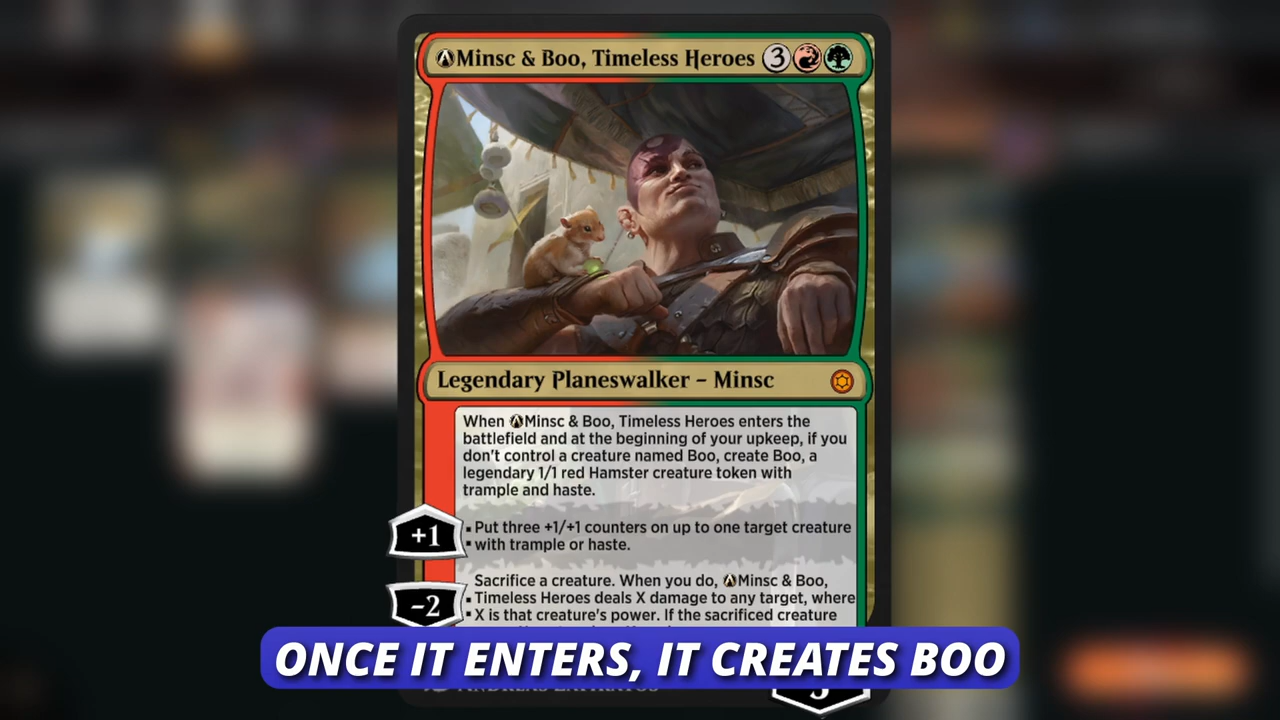 Minsc & Boo, Timeless Heroes 3
Legendary Planeswalker – Minsc
When Minsc & Boo, Timeless Heroes enters the
battlefield and at the beginning of your upkeep, if you
don't control a creature named Boo, create Boo, a
legendary 1/1 red Hamster creature token with
trample and haste.
+1
Put three +1/+1 counters on up to one target creature
with trample or haste.
−2
Sacrifice a creature. When you do, Minsc & Boo,
Timeless Heroes deals X damage to any target, where
X is that creature's power. If the sacrificed creature
ONCE IT ENTERS, IT CREATES BOO